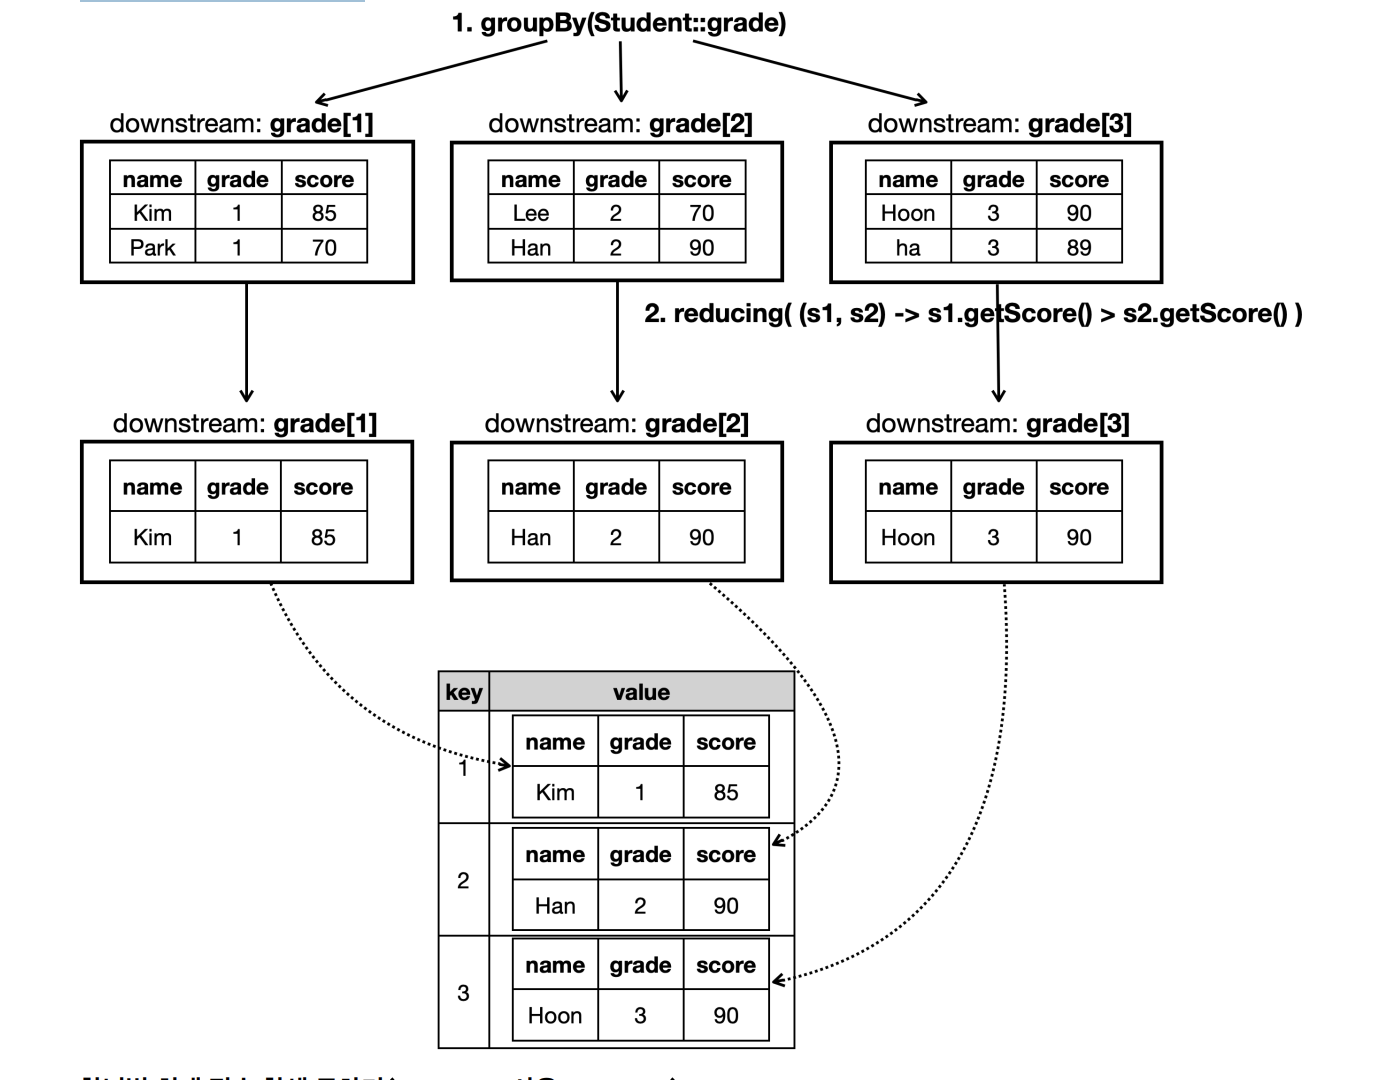 1. groupBy(Student::grade)
downstream: grade[1]
name grade score
Kim 1 85
Park 1 70
downstream: grade[2]
name grade score
Lee 2 70
Han 2 90
downstream: grade[3]
name grade score
Hoon 3 90
ha 3 89
2. reducing( (s1, s2) -> s1.getScore() > s2.getScore() )
downstream: grade[1]
name grade score
Kim 1 85
downstream: grade[2]
name grade score
Han 2 90
downstream: grade[3]
name grade score
Hoon 3 90
key value
1
name grade score
Kim 1 85
2
name grade score
Han 2 90
3
name grade score
Hoon 3 90